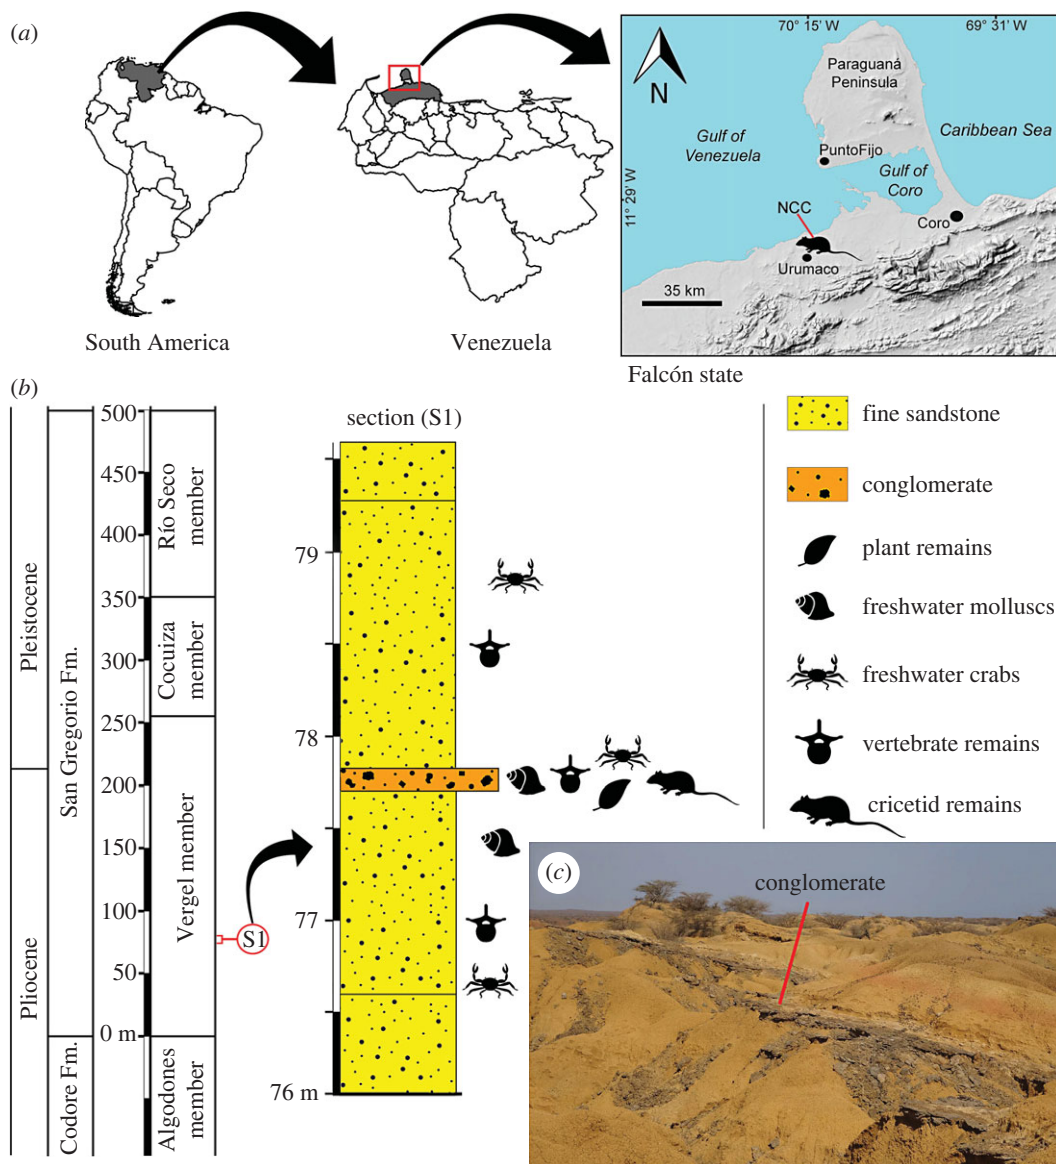 (a)
South America
Venezuela
70° 15' W
69° 31' W
11° 29' W
N
Paraguaná
Peninsula
Gulf of
Venezuela
Caribbean Sea
PuntoFijo
Gulf of
Coro
NCC
Coro
Urumaco
35 km
Falcón state
(b)
Pleistocene
Pliocene
San Gregorio Fm.
Codore Fm.
500
450
400
350
300
250
200
150
100
50
0 m
Río Seco
member
Cocuiza
member
Vergel member
Algodones
member
S1
section (S1)
79
78
77
76 m
fine sandstone
conglomerate
plant remains
freshwater molluscs
freshwater crabs
vertebrate remains
cricetid remains
(c)
conglomerate